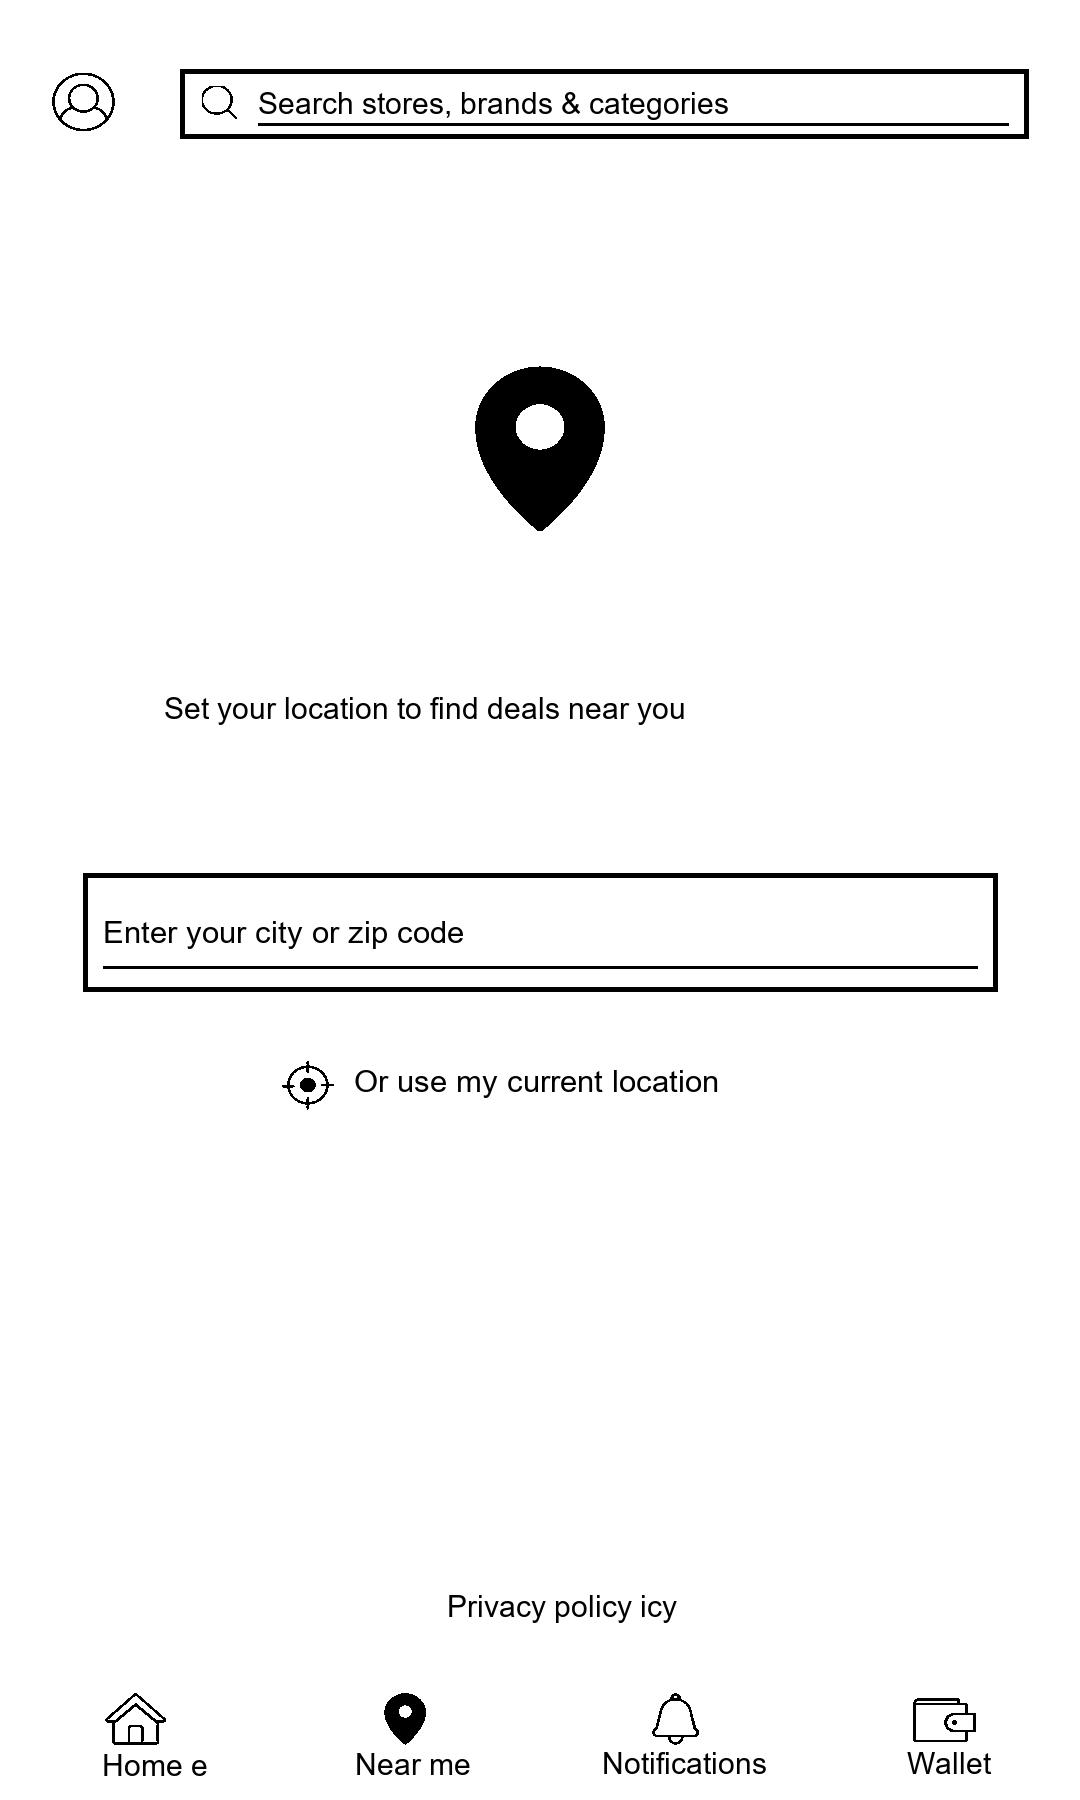 Search stores, brands & categories
Set your location to find deals near you
Enter your city or zip code
Or use my current location
Privacy policy icy
Home e
Near me
Notifications
Wallet